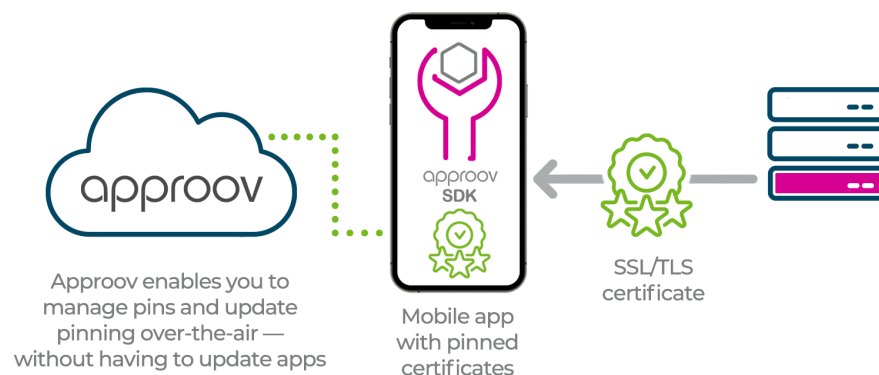 approov
Approov enables you to
manage pins and update
pinning over-the-air —
without having to update apps
approov
SDK
Mobile app
with pinned
certificates
SSL/TLS
certificate